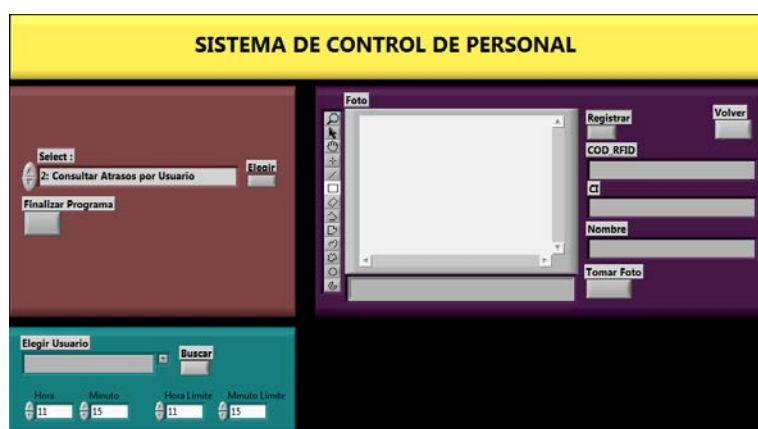 SISTEMA DE CONTROL DE PERSONAL
Select :
2: Consultar Atrasos por Usuario
Elegir
Finalizar Programa
Foto
Registrar
Volver
COD_RFID
CI
Nombre
Tomar Foto
Elegir Usuario
Buscar
Hora Minuto Hora Limite Minuto Limite
11 15 11 15